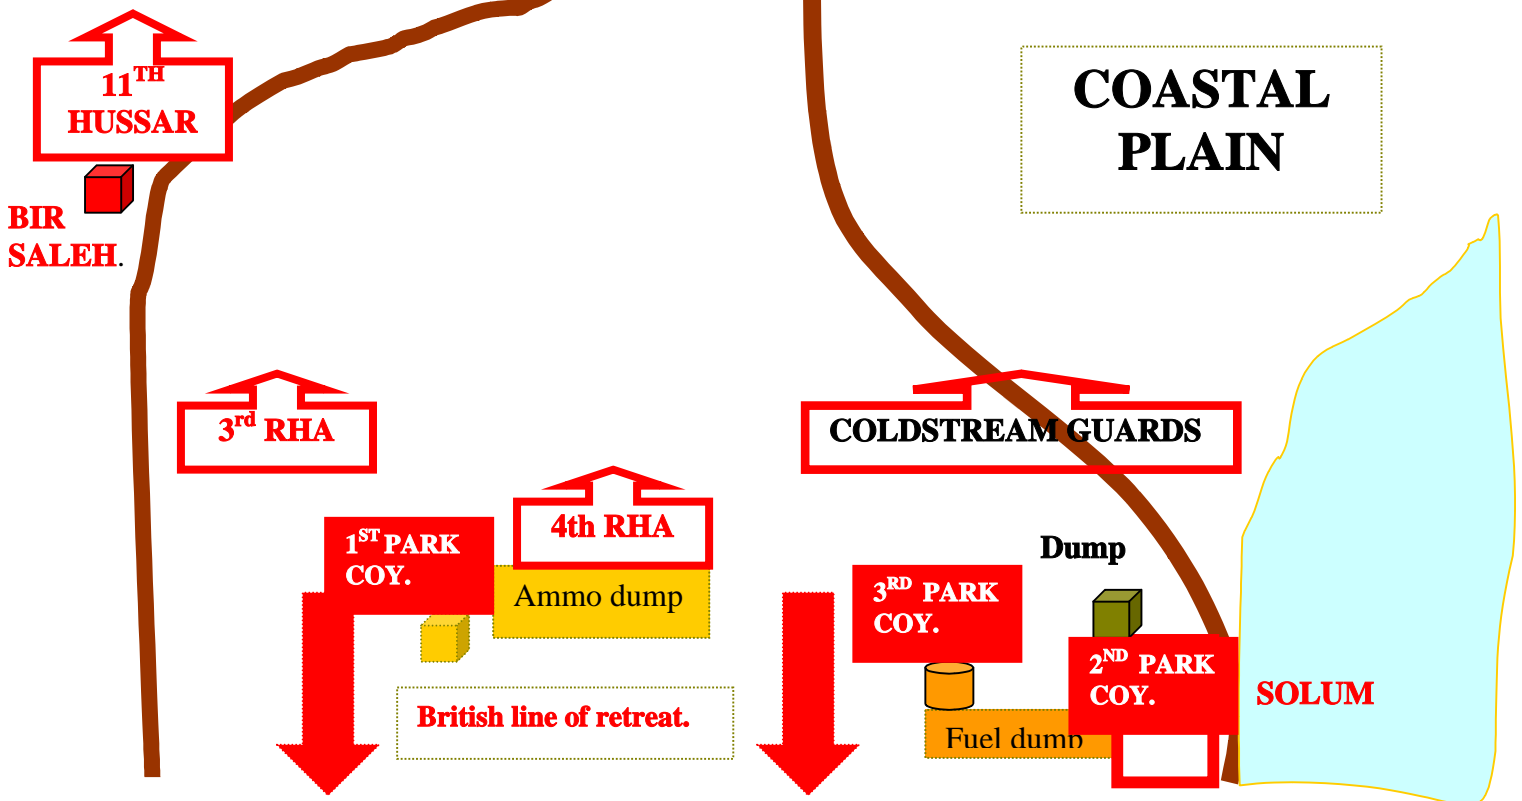 11TH
HUSSAR
COASTAL
PLAIN
BIR
SALEH.
3rd RHA
COLDSTREAM GUARDS
4th RHA
1ST PARK
COY.
Dump
Ammo dump
3RD PARK
COY.
2ND PARK
COY.
SOLUM
British line of retreat.
Fuel dump